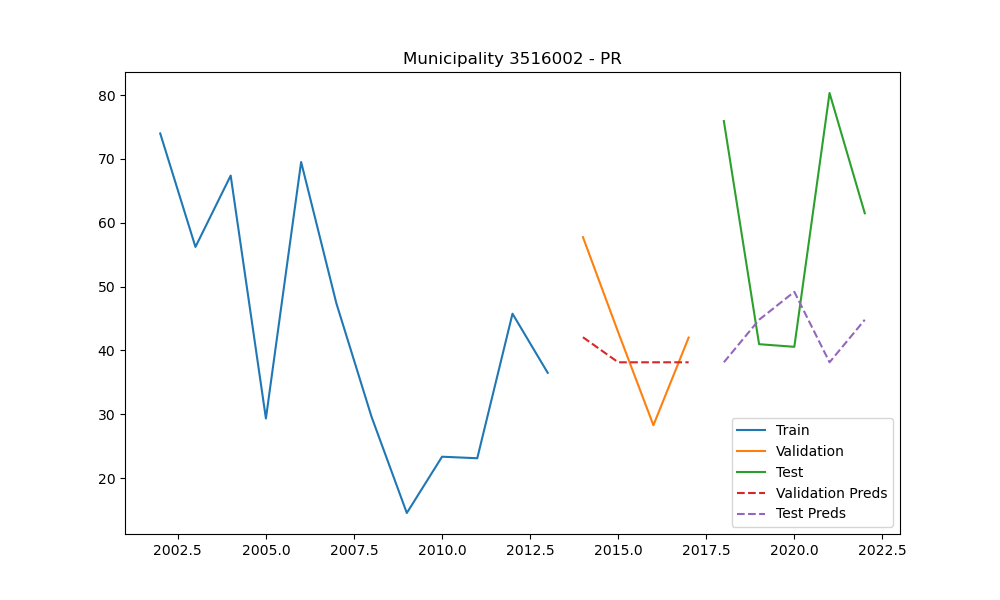 Municipality 3516002 - PR
80
70
60
50
40
30
20
2002.5 2005.0 2007.5 2010.0 2012.5 2015.0 2017.5 2020.0 2022.5
Train
Validation
Test
Validation Preds
Test Preds